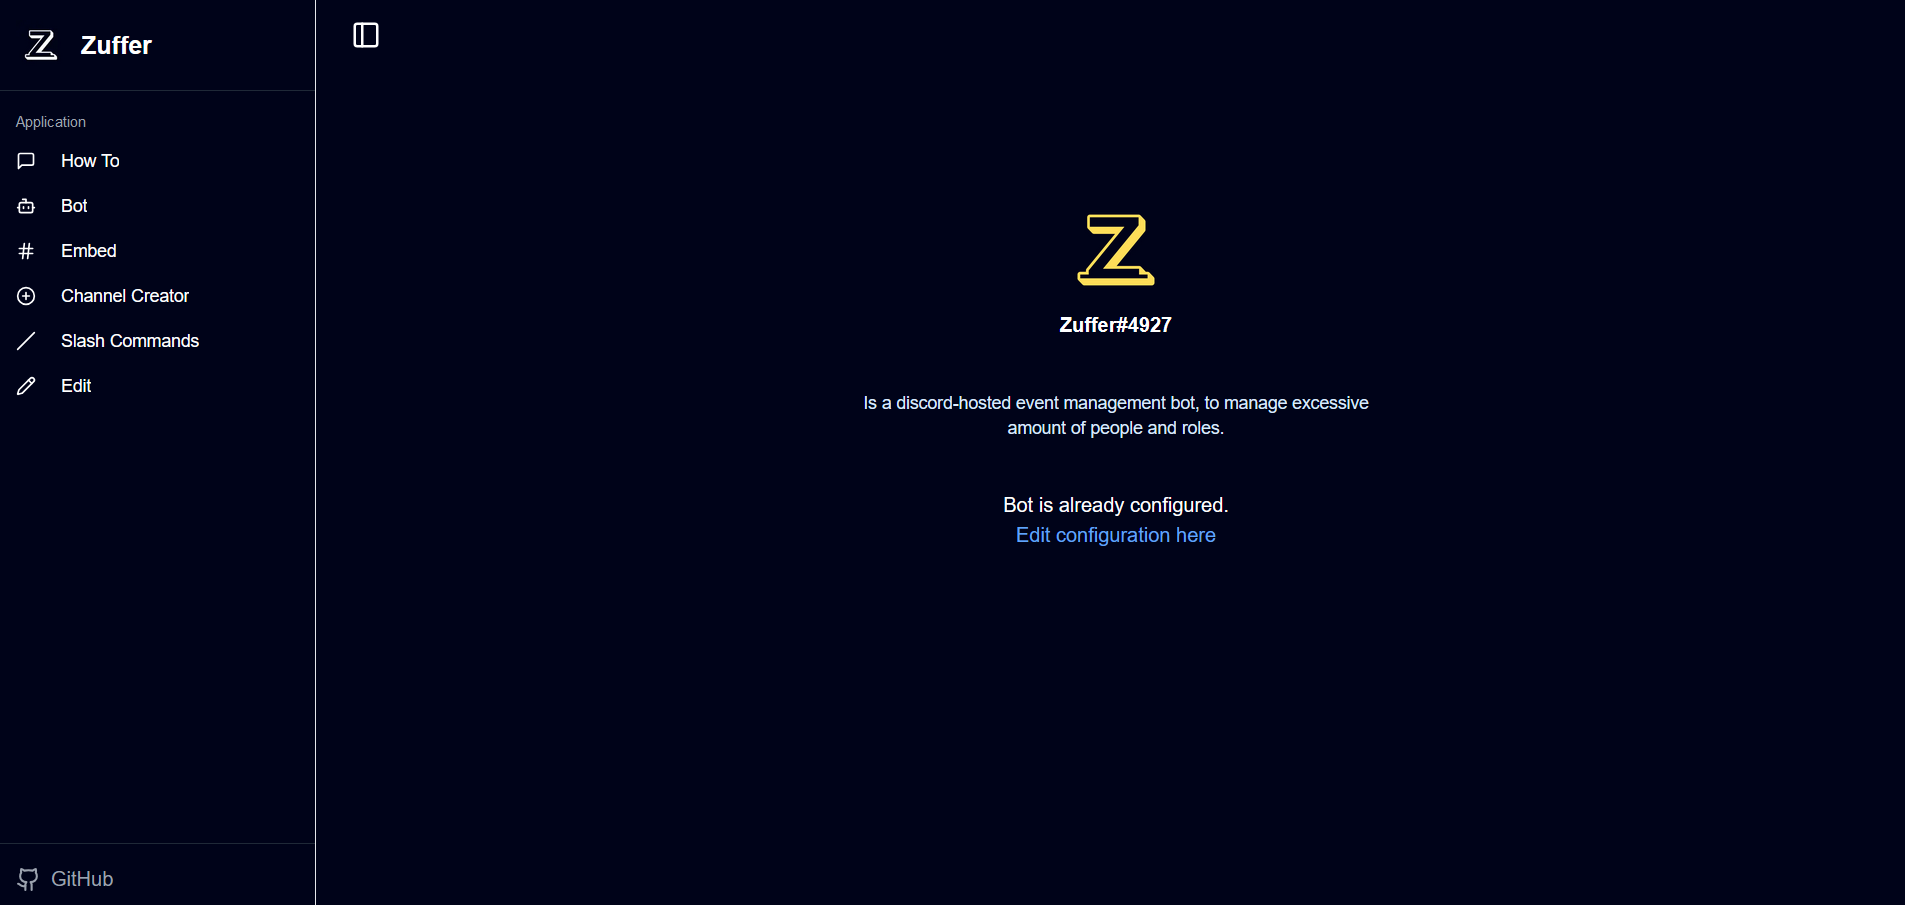 Zuffer
Application
How To
Bot
Embed
Channel Creator
Slash Commands
Edit
GitHub
Z
Zuffer#4927
Is a discord-hosted event management bot, to manage excessive
amount of people and roles.
Bot is already configured.
Edit configuration here